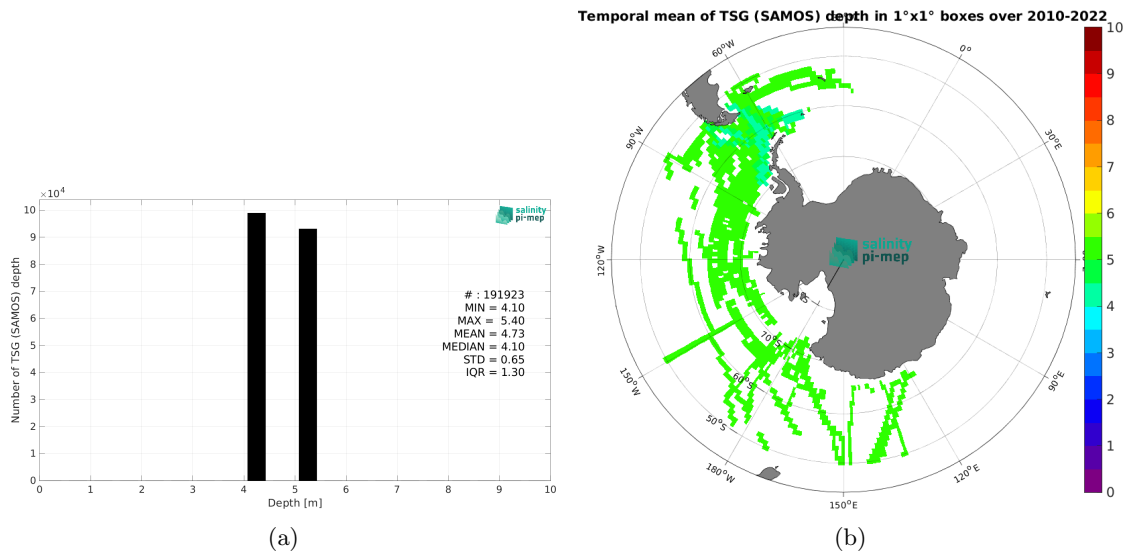 ×10⁴
10
9
8
7
6
5
4
3
2
1
0
Number of TSG (SAMOS) depth
salinity
pi-mep
# : 191923
MIN = 4.10
MAX = 5.40
MEAN = 4.73
MEDIAN = 4.10
STD = 0.65
IQR = 1.30
0 1 2 3 4 5 6 7 8 9 10
Depth [m]
(a)
Temporal mean of TSG (SAMOS) depth in 1°x1° boxes over 2010-2022
60°W
0°
90°W
30°E
120°W
salinity
pi-mep
70°S
60°S
50°S
150°W
90°E
180°W
120°E
150°E
10
9
8
7
6
5
4
3
2
1
0
(b)